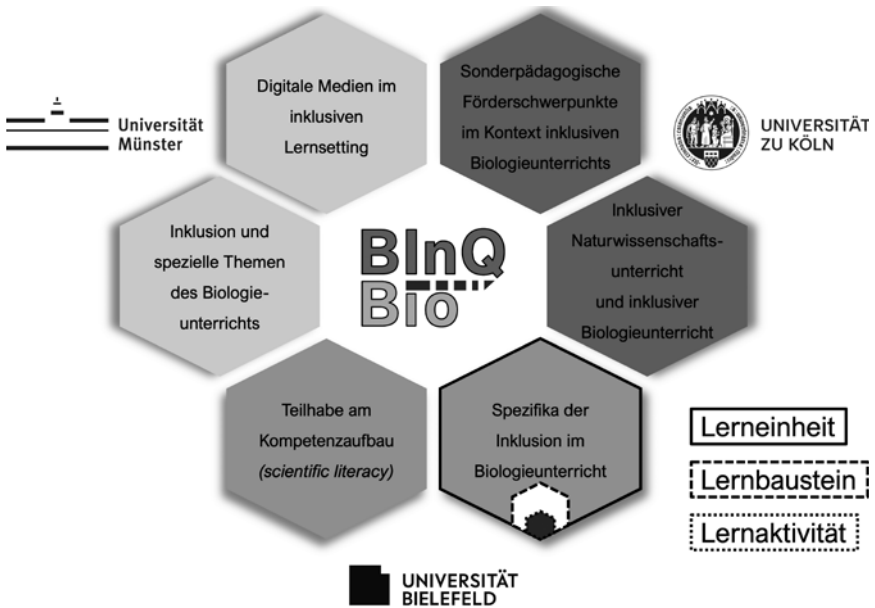 Digitale Medien im
inklusiven
Lernsetting
Sonderpädagogische
Förderschwerpunkte
im Kontext inklusiven
Biologieunterrichts
Universität
Münster
UNIVERSITÄT
ZU KÖLN
Inklusion und
spezielle Themen
des Biologie-
unterrichts
BInQ
Bio
Inklusiver
Naturwissenschafts-
unterricht
und inklusiver
Biologieunterricht
Teilhabe am
Kompetenzaufbau
(scientific literacy)
Spezifika der
Inklusion im
Biologieunterricht
Lerneinheit
Lernbaustein
Lernaktivität
UNIVERSITÄT
BIELEFELD